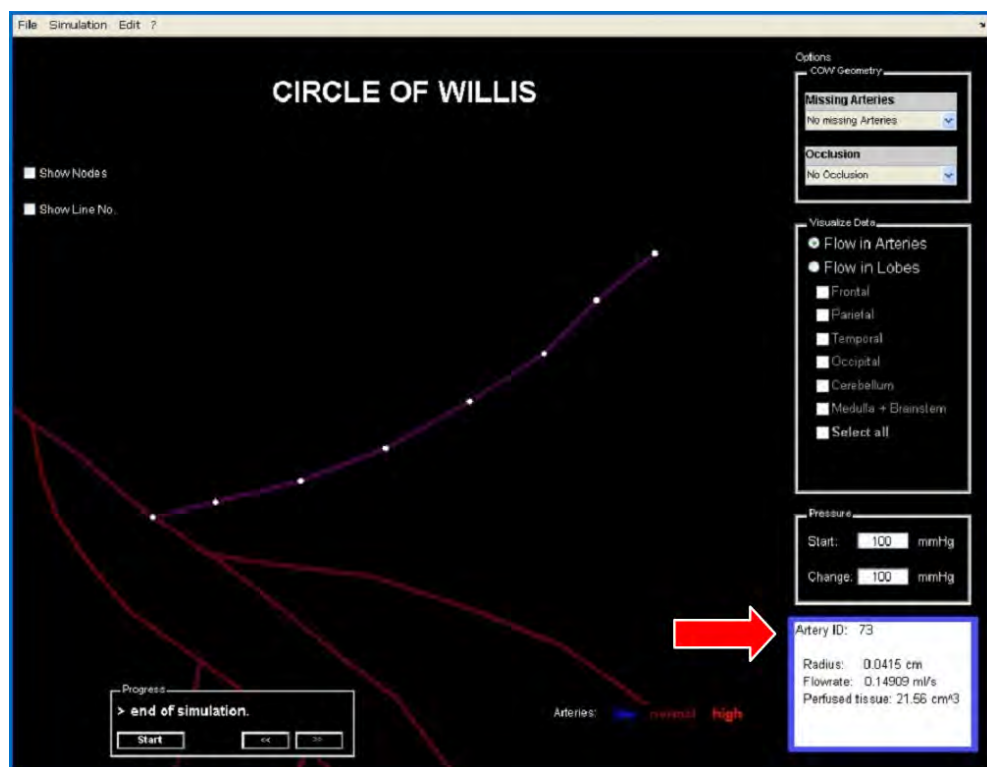 File Simulation Edit ?
CIRCLE OF WILLIS
Show Nodes
Show Line No.
Options
COW Geometry
Missing Arteries
No missing Arteries
Occlusion
No Occlusion
Visualize Data
Flow in Arteries
Flow in Lobes
Frontal
Parietal
Temporal
Occipital
Cerebellum
Medulla + Brainstem
Select all
Pressure
Start: 100 mmHg
Change: 100 mmHg
Artery ID: 73
Radius: 0.0415 cm
Flowrate: 0.14909 ml/s
Perfused tissue: 21.56 cm^3
Progress
> end of simulation.
Start << >>
Arteries: normal high